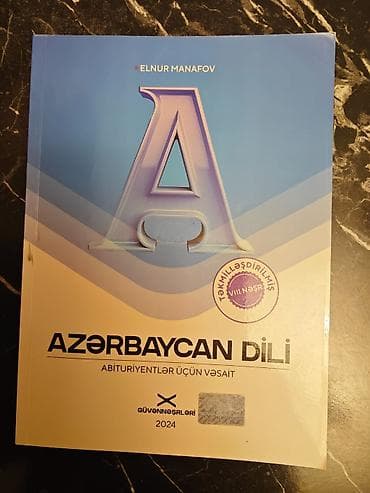 ELNUR MANAFOV
A
TƏKMİLLƏŞDİRİLMİŞ
VIII NƏŞR
AZƏRBAYCAN DİLİ
ABİTURİYENTLƏR ÜÇÜN VƏSAİT
GÜVƏNNƏŞRLƏRİ
2024